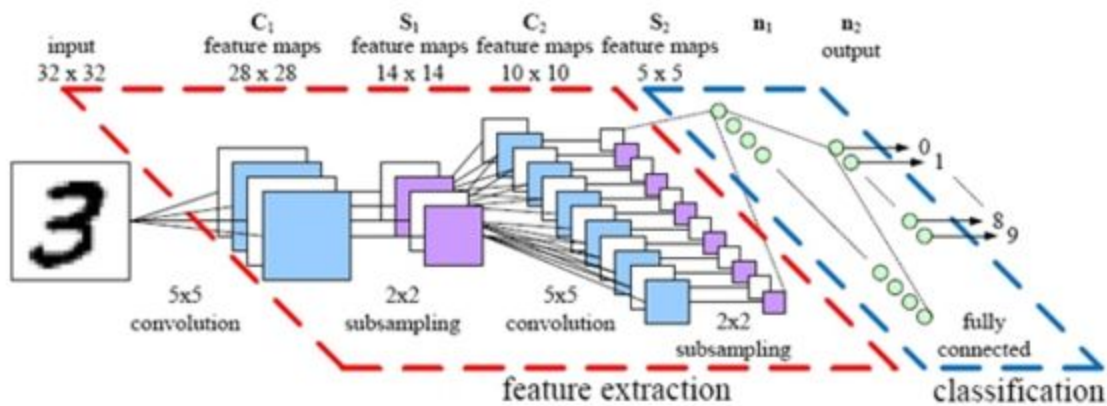 input
32 x 32
C₁
feature maps
28 x 28
S₁
feature maps
14 x 14
C₂
feature maps
10 x 10
S₂
feature maps
5 x 5
n₁
n₂
output
0
1
8
9
3
5x5
convolution
2x2
subsampling
5x5
convolution
2x2
subsampling
fully
connected
feature extraction
classification